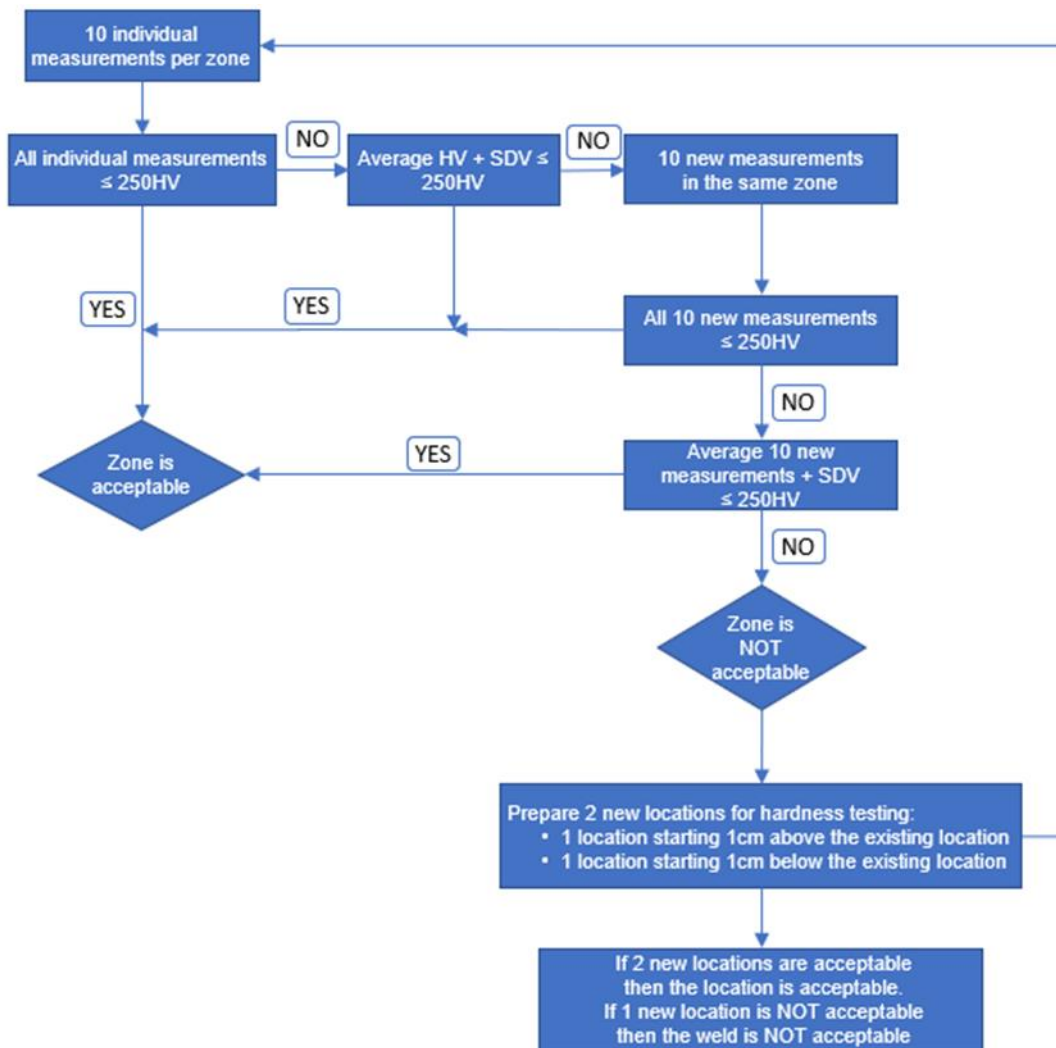 10 individual
measurements per zone
All individual measurements
≤ 250HV
NO
Average HV + SDV ≤
250HV
NO
10 new measurements
in the same zone
YES
YES
All 10 new measurements
≤ 250HV
NO
Zone is
acceptable
YES
Average 10 new
measurements + SDV
≤ 250HV
NO
Zone is
NOT
acceptable
Prepare 2 new locations for hardness testing:
• 1 location starting 1cm above the existing location
• 1 location starting 1cm below the existing location
If 2 new locations are acceptable
then the location is acceptable.
If 1 new location is NOT acceptable
then the weld is NOT acceptable